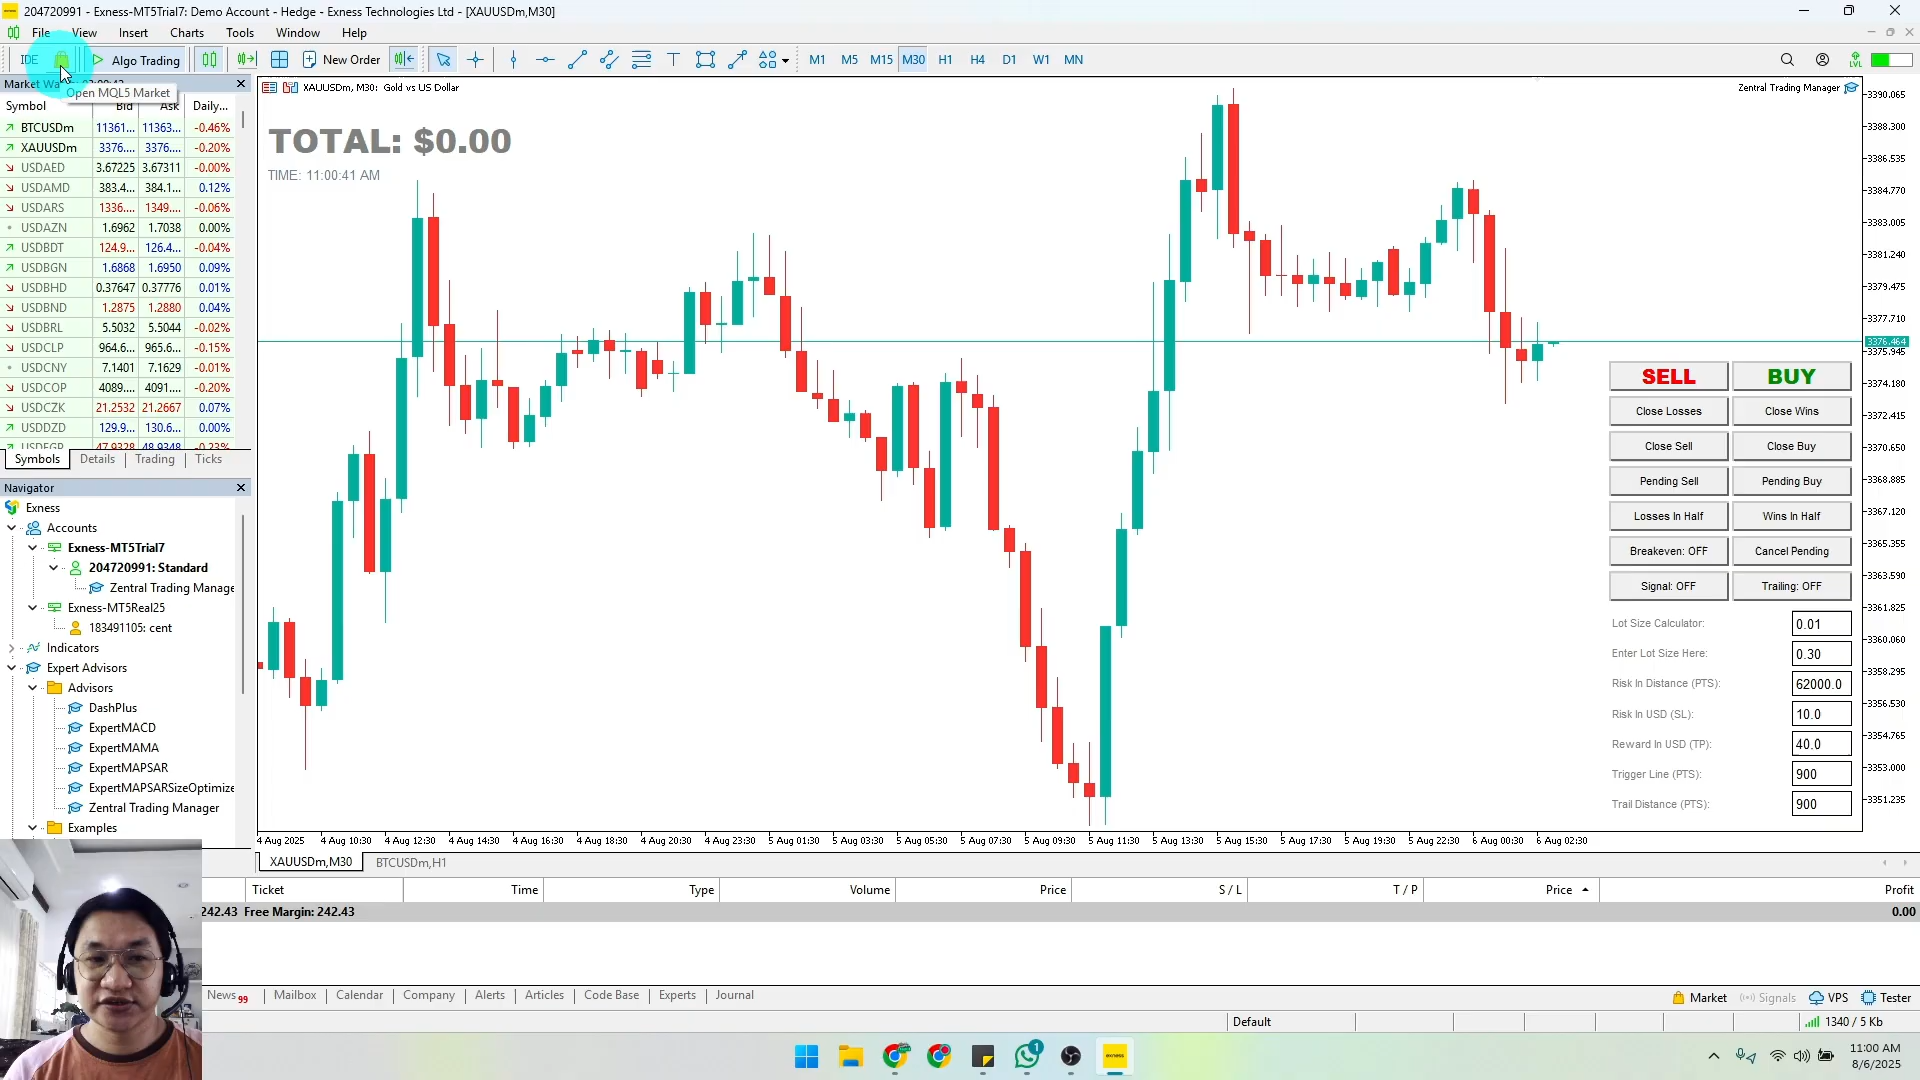 204720991 - Exness-MT5Trial7: Demo Account - Hedge - Exness Technologies Ltd - [XAUUSDm,M30]
File View Insert Charts Tools Window Help
IDE Algo Trading New Order M1 M5 M15 M30 H1 H4 D1 W1 MN
LVL
Open MQL5 Market
Symbol Bid Ask Daily...
BTCUSDm 11361... 11363... -0.46%
XAUUSDm 3376.... 3376.... -0.20%
USDAED 3.67225 3.67311 -0.00%
USDAMD 383.4... 384.1... 0.12%
USDARS 1336.... 1349.... -0.06%
USDAZN 1.6962 1.7038 0.00%
USDBDT 124.9... 126.4... -0.04%
USDBGN 1.6868 1.6950 0.09%
USDBHD 0.37647 0.37776 0.01%
USDBND 1.2875 1.2880 0.04%
USDBRL 5.5032 5.5044 -0.02%
USDCLP 964.6... 965.6... -0.15%
USDCNY 7.1401 7.1629 -0.01%
USDCOP 4089.... 4091.... -0.20%
USDCZK 21.2532 21.2667 0.07%
USDDZD 129.9... 130.6... 0.00%
USDEGP 47.9328 48.9348 -0.23%
Symbols Details Trading Ticks
Navigator
Exness
Accounts
Exness-MT5Trial7
204720991: Standard
Zentral Trading Manage
Exness-MT5Real25
183491105: cent
Indicators
Expert Advisors
Advisors
DashPlus
ExpertMACD
ExpertMAMA
ExpertMAPSAR
ExpertMAPSARSizeOptimize
Zentral Trading Manager
Examples
XAUUSDm, M30: Gold vs US Dollar
Zentral Trading Manager
TOTAL: $0.00
TIME: 11:00:41 AM
3390.065
3388.300
3386.535
3384.770
3383.005
3381.240
3379.475
3377.710
3376.464
3375.945
3374.180
3372.415
3370.650
3368.885
3367.120
3365.355
3363.590
3361.825
3360.060
3358.295
3356.530
3354.765
3353.000
3351.235
SELL BUY
Close Losses Close Wins
Close Sell Close Buy
Pending Sell Pending Buy
Losses In Half Wins In Half
Breakeven: OFF Cancel Pending
Signal: OFF Trailing: OFF
Lot Size Calculator: 0.01
Enter Lot Size Here: 0.30
Risk In Distance (PTS): 62000.0
Risk In USD (SL): 10.0
Reward In USD (TP): 40.0
Trigger Line (PTS): 900
Trail Distance (PTS): 900
4 Aug 2025 4 Aug 10:30 4 Aug 12:30 4 Aug 14:30 4 Aug 16:30 4 Aug 18:30 4 Aug 20:30 4 Aug 23:30 5 Aug 01:30 5 Aug 03:30 5 Aug 05:30 5 Aug 07:30 5 Aug 09:30 5 Aug 11:30 5 Aug 13:30 5 Aug 15:30 5 Aug 17:30 5 Aug 19:30 5 Aug 22:30 6 Aug 00:30 6 Aug 02:30
XAUUSDm,M30 BTCUSDm,H1
Ticket Time Type Volume Price S / L T / P Price Profit
242.43 Free Margin: 242.43 0.00
News 99 Mailbox Calendar Company Alerts Articles Code Base Experts Journal
Market Signals VPS Tester
Default 1340 / 5 Kb
exness
1
11:00 AM
8/6/2025